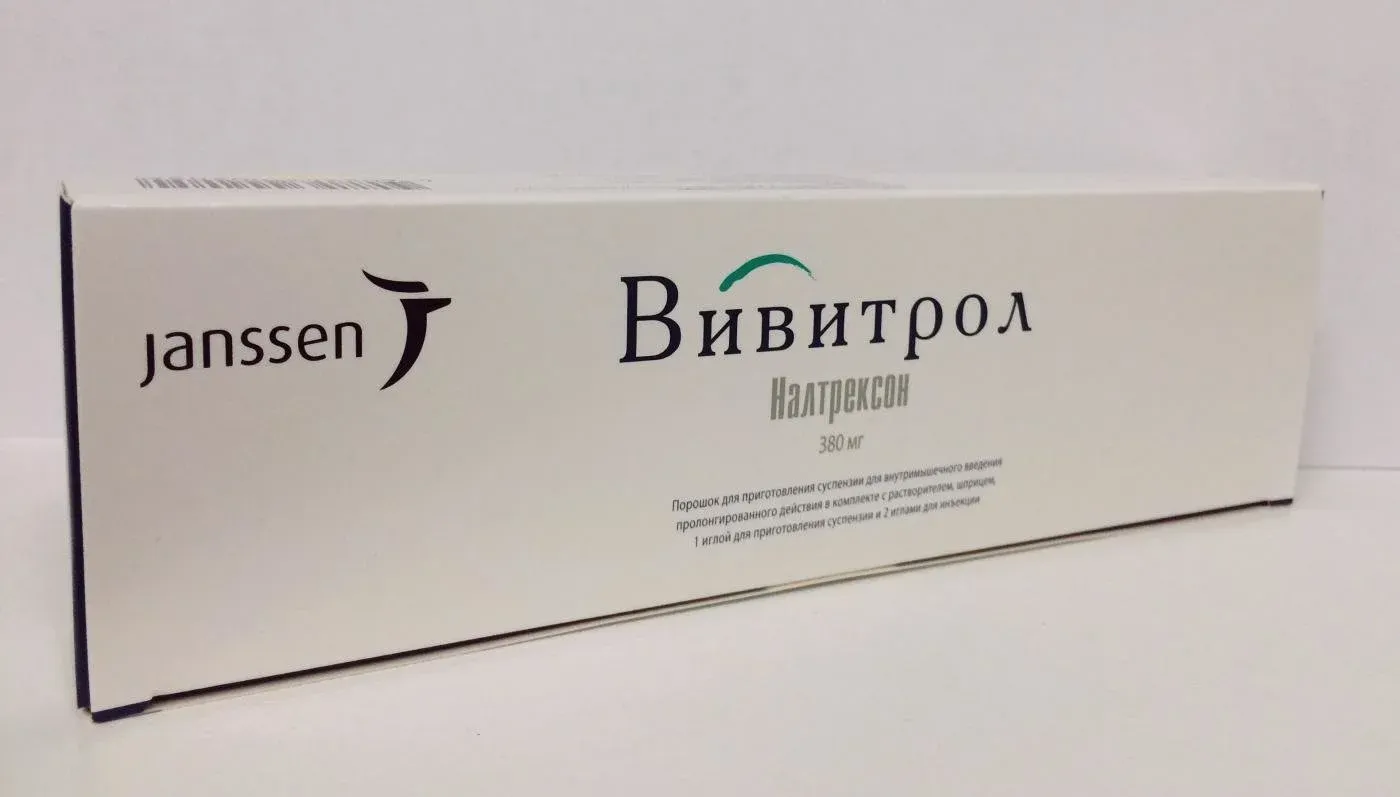 Janssen
Вивитрол
Налтрексон
380 мг
Порошок для приготовления суспензии для внутримышечного введения
пролонгированного действия в комплекте с растворителем, шприцем,
1 иглой для приготовления суспензии и 2 иглами для инъекции